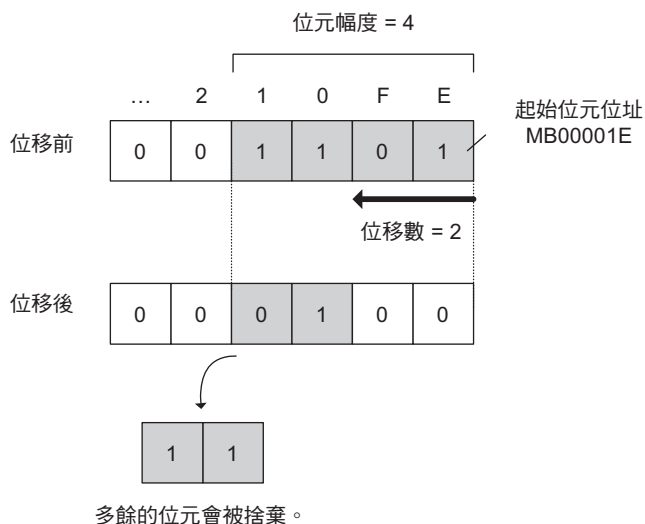 位元幅度 = 4
… 2 1 0 F E
起始位元位址
MB00001E
位移前
0 0 1 1 0 1
位移數 = 2
位移後
0 0 0 1 0 0
1 1
多餘的位元會被捨棄。